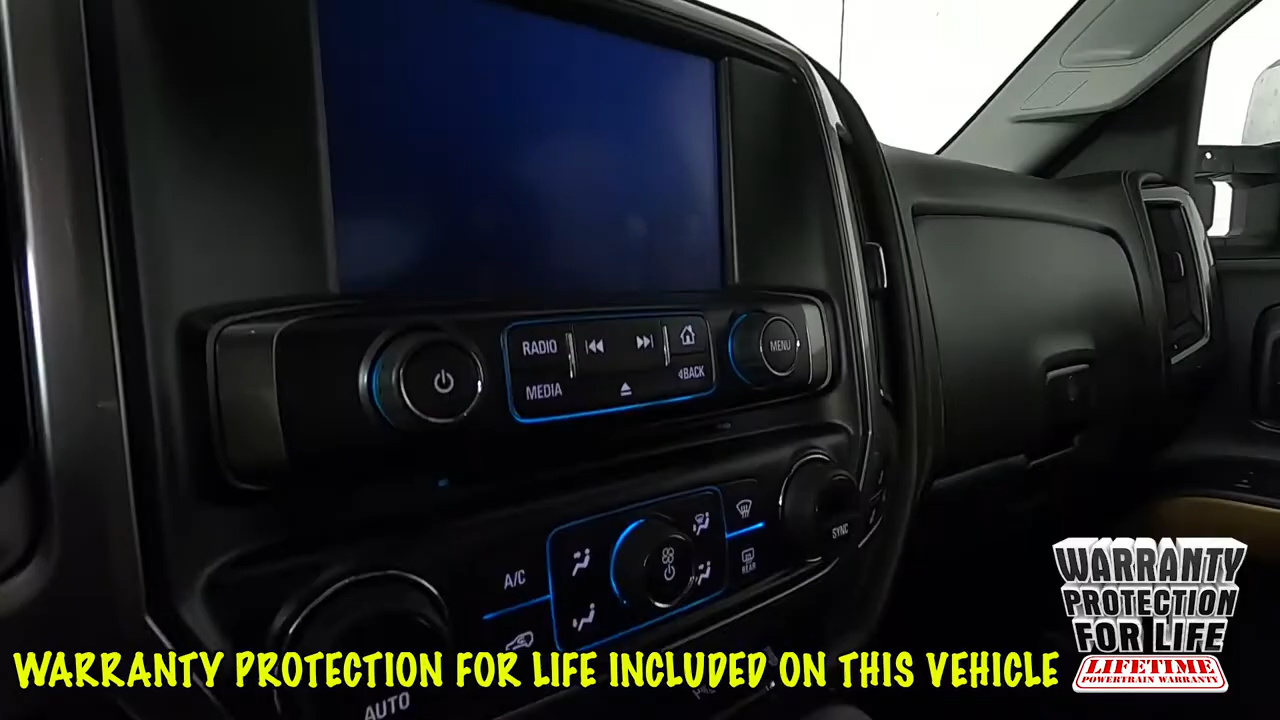 RADIO
MENU
MEDIA
BACK
SYNC
A/C
REAR
AUTO
WARRANTY PROTECTION FOR LIFE INCLUDED ON THIS VEHICLE
WARRANTY
PROTECTION
FOR LIFE
LIFETIME
POWERTRAIN WARRANTY